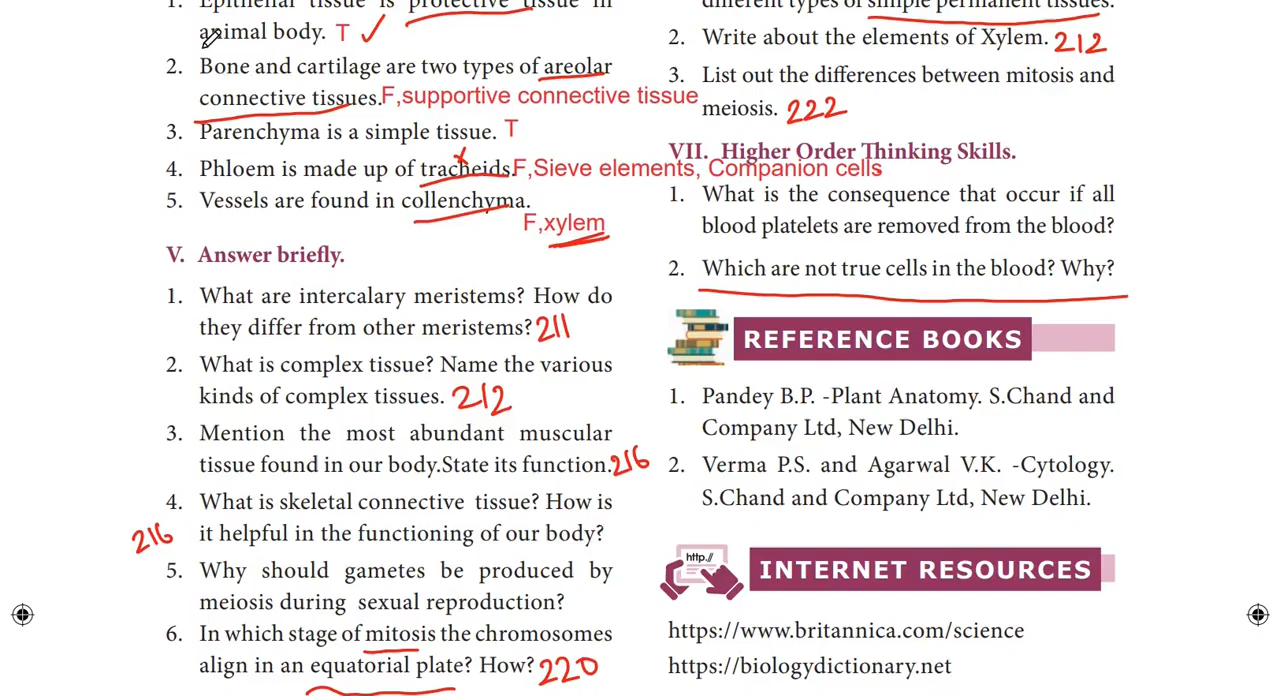 1. Epithelial tissue is protective tissue in
animal body. T
2. Bone and cartilage are two types of areolar
connective tissues. F,supportive connective tissue
3. Parenchyma is a simple tissue. T
4. Phloem is made up of tracheids. F,Sieve elements, Companion cells
5. Vessels are found in collenchyma.
F,xylem
V. Answer briefly.
1. What are intercalary meristems? How do
they differ from other meristems? 211
2. What is complex tissue? Name the various
kinds of complex tissues. 212
3. Mention the most abundant muscular
tissue found in our body.State its function. 216
4. What is skeletal connective tissue? How is
216 it helpful in the functioning of our body?
5. Why should gametes be produced by
meiosis during sexual reproduction?
6. In which stage of mitosis the chromosomes
align in an equatorial plate? How? 220
different types of simple permanent tissues.
2. Write about the elements of Xylem. 212
3. List out the differences between mitosis and
meiosis. 222
VII. Higher Order Thinking Skills.
1. What is the consequence that occur if all
blood platelets are removed from the blood?
2. Which are not true cells in the blood? Why?
REFERENCE BOOKS
1. Pandey B.P. -Plant Anatomy. S.Chand and
Company Ltd, New Delhi.
2. Verma P.S. and Agarwal V.K. -Cytology.
S.Chand and Company Ltd, New Delhi.
http://
INTERNET RESOURCES
https://www.britannica.com/science
https://biologydictionary.net